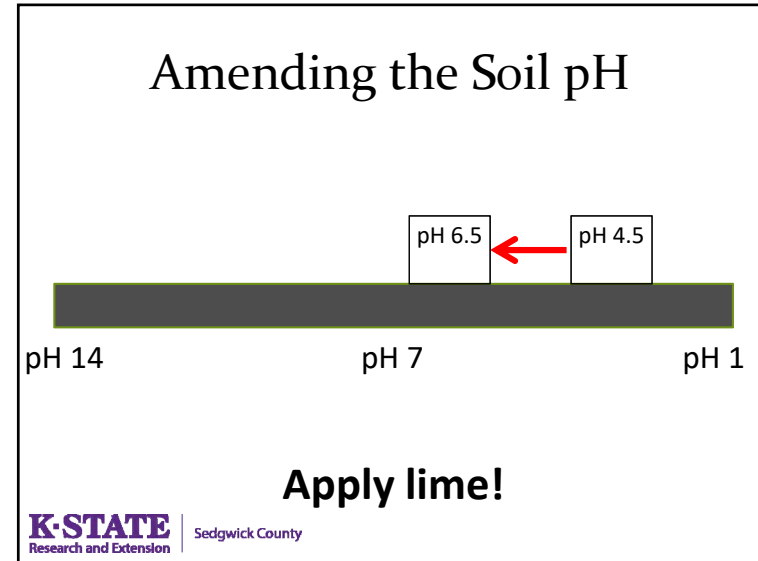 Amending the Soil pH
pH 6.5
pH 4.5
pH 14
pH 7
pH 1
Apply lime!
K-STATE
Research and Extension
Sedgwick County